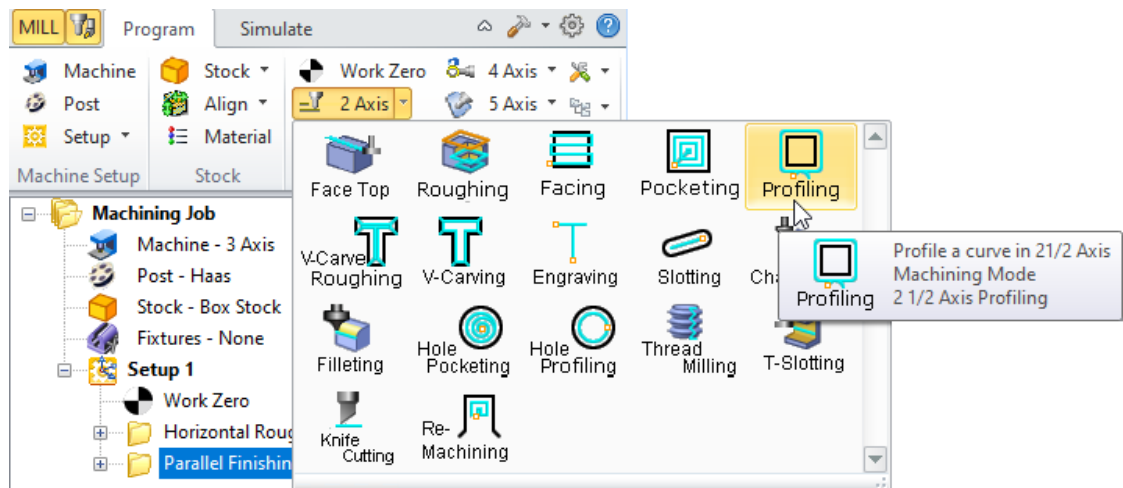 MILL Program Simulate
Machine Stock Work Zero 4 Axis
Post Align 2 Axis 5 Axis
Setup Material
Machine Setup Stock
Face Top Roughing Facing Pocketing Profiling
V-Carve Roughing V-Carving Engraving Slotting
Profiling
Profile a curve in 21/2 Axis
Machining Mode
2 1/2 Axis Profiling
Filleting Hole Pocketing Hole Profiling Thread Milling T-Slotting
Knife Cutting Re-Machining
Machining Job
Machine - 3 Axis
Post - Haas
Stock - Box Stock
Fixtures - None
Setup 1
Work Zero
Horizontal
Parallel